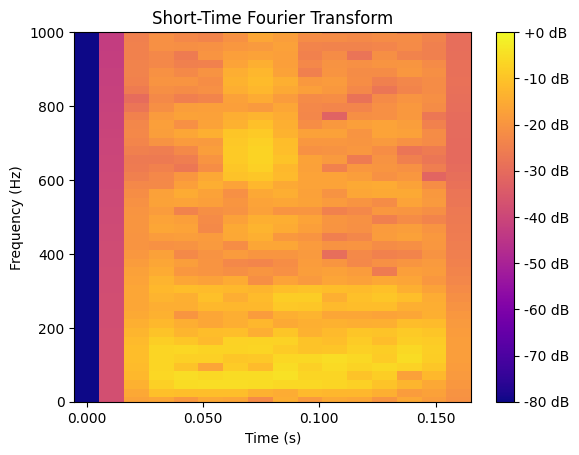 Short-Time Fourier Transform
1000
800
600
400
200
0
Frequency (Hz)
0.000
0.050
0.100
0.150
Time (s)
+0 dB
-10 dB
-20 dB
-30 dB
-40 dB
-50 dB
-60 dB
-70 dB
-80 dB